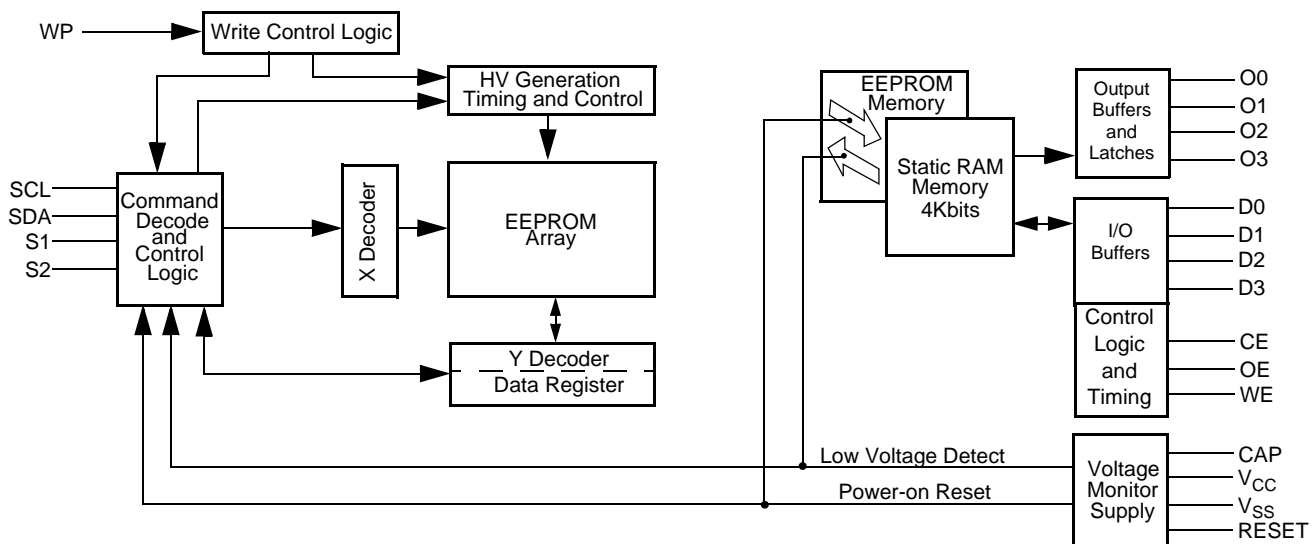 WP
Write Control Logic
HV Generation
Timing and Control
SCL
SDA
S1
S2
Command
Decode
and
Control
Logic
X Decoder
EEPROM
Array
Y Decoder
Data Register
EEPROM
Memory
Static RAM
Memory
4Kbits
Output
Buffers
and
Latches
O0
O1
O2
O3
I/O
Buffers
D0
D1
D2
D3
Control
Logic
and
Timing
CE
OE
WE
Low Voltage Detect
Power-on Reset
Voltage
Monitor
Supply
CAP
VCC
VSS
RESET